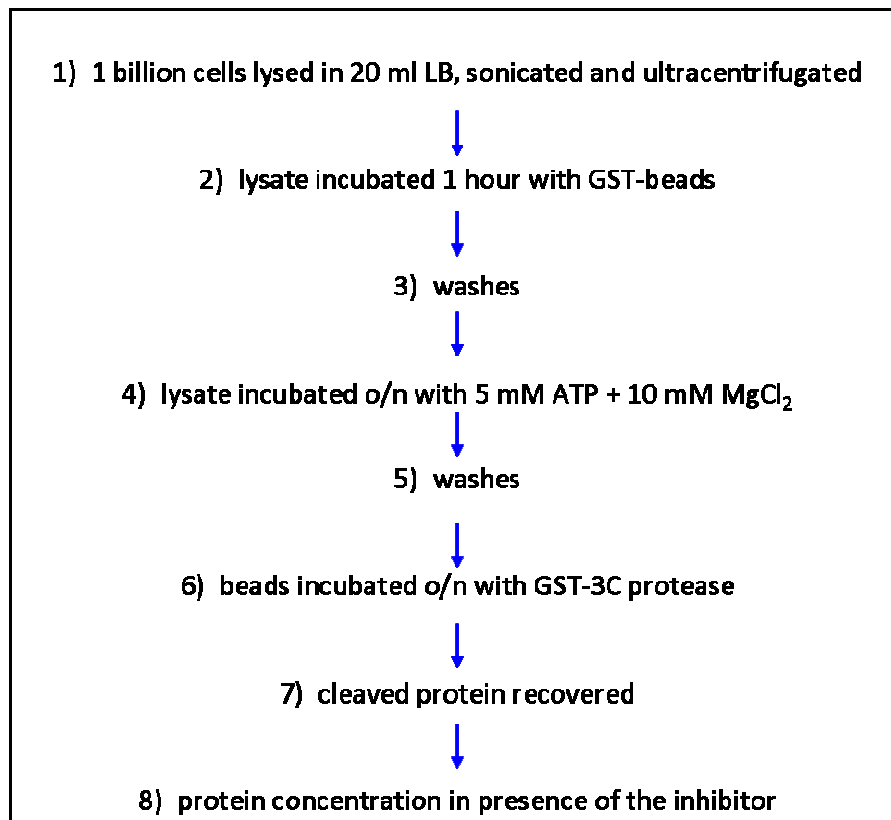 1) 1 billion cells lysed in 20 ml LB, sonicated and ultracentrifugated
2) lysate incubated 1 hour with GST-beads
3) washes
4) lysate incubated o/n with 5 mM ATP + 10 mM MgCl₂
5) washes
6) beads incubated o/n with GST-3C protease
7) cleaved protein recovered
8) protein concentration in presence of the inhibitor